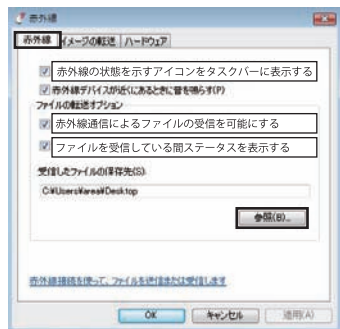 赤外線
赤外線 イメージの転送 ハードウェア
赤外線の状態を示すアイコンをタスクバーに表示する
赤外線デバイスが近くにあるときに音を鳴らす(P)
ファイルの転送オプション
赤外線通信によるファイルの受信を可能にする
ファイルを受信している間ステータスを表示する
受信したファイルの保存先(S):
C:¥Users¥area¥Desktop
参照(B)...
赤外線接続を使って、ファイルを送信または受信します
OK キャンセル 適用(A)